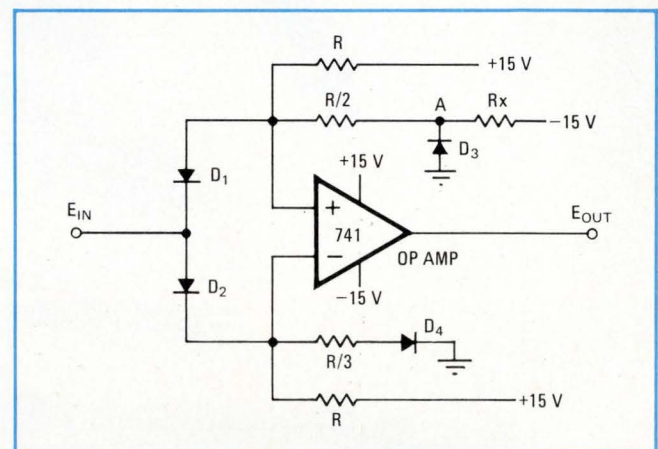 R
+15 V
R/2
A
Rx
−15 V
D3
+15 V
D1
EIN
+
741
−
EOUT
OP AMP
D2
−15 V
D4
R/3
R
+15 V